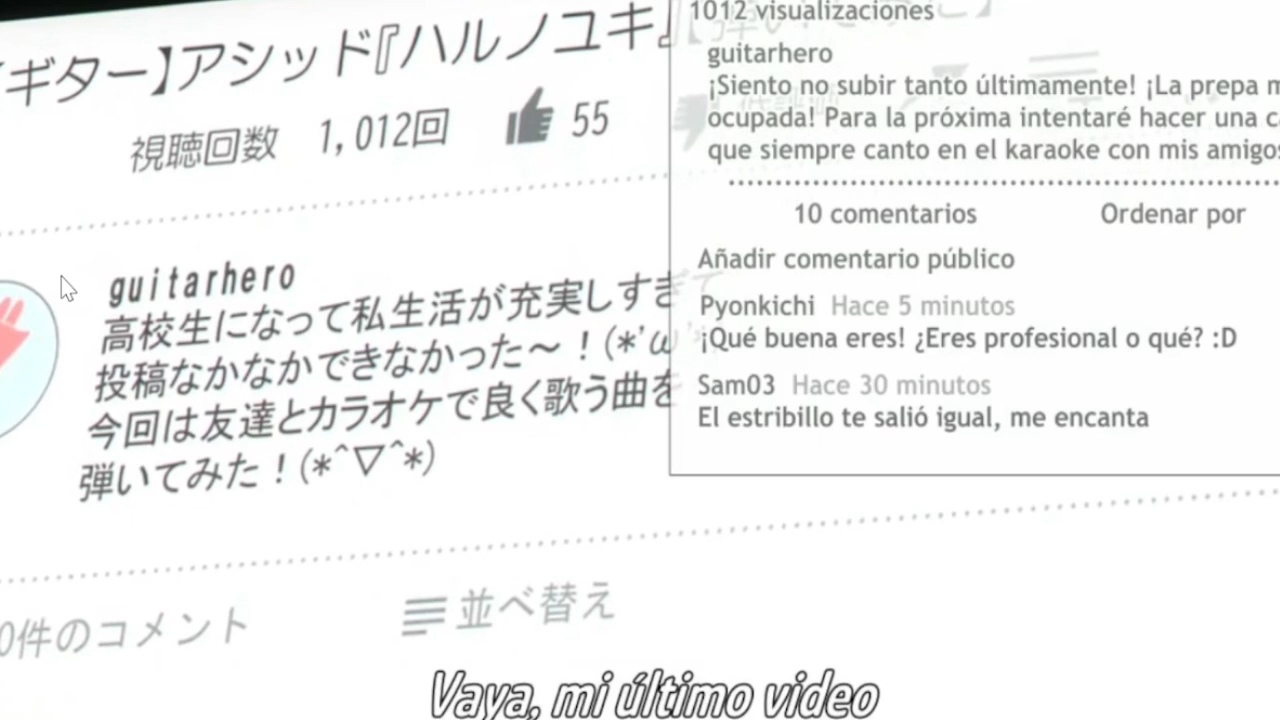 ギター】アシッド『ハルノユキ』
視聴回数 1,012回 55
guitarhero
高校生になって私生活が充実しすぎて
投稿なかなかできなかった〜！(*'ω'*
今回は友達とカラオケで良く歌う曲を
弾いてみた！(*^▽^*)
0件のコメント 並べ替え
1012 visualizaciones
guitarhero
¡Siento no subir tanto últimamente! ¡La prepa m
ocupada! Para la próxima intentaré hacer una
que siempre canto en el karaoke con mis amigos
10 comentarios Ordenar por
Añadir comentario público
Pyonkichi Hace 5 minutos
¡Qué buena eres! ¿Eres profesional o qué? :D
Sam03 Hace 30 minutos
El estribillo te salió igual, me encanta
Vaya, mi último video